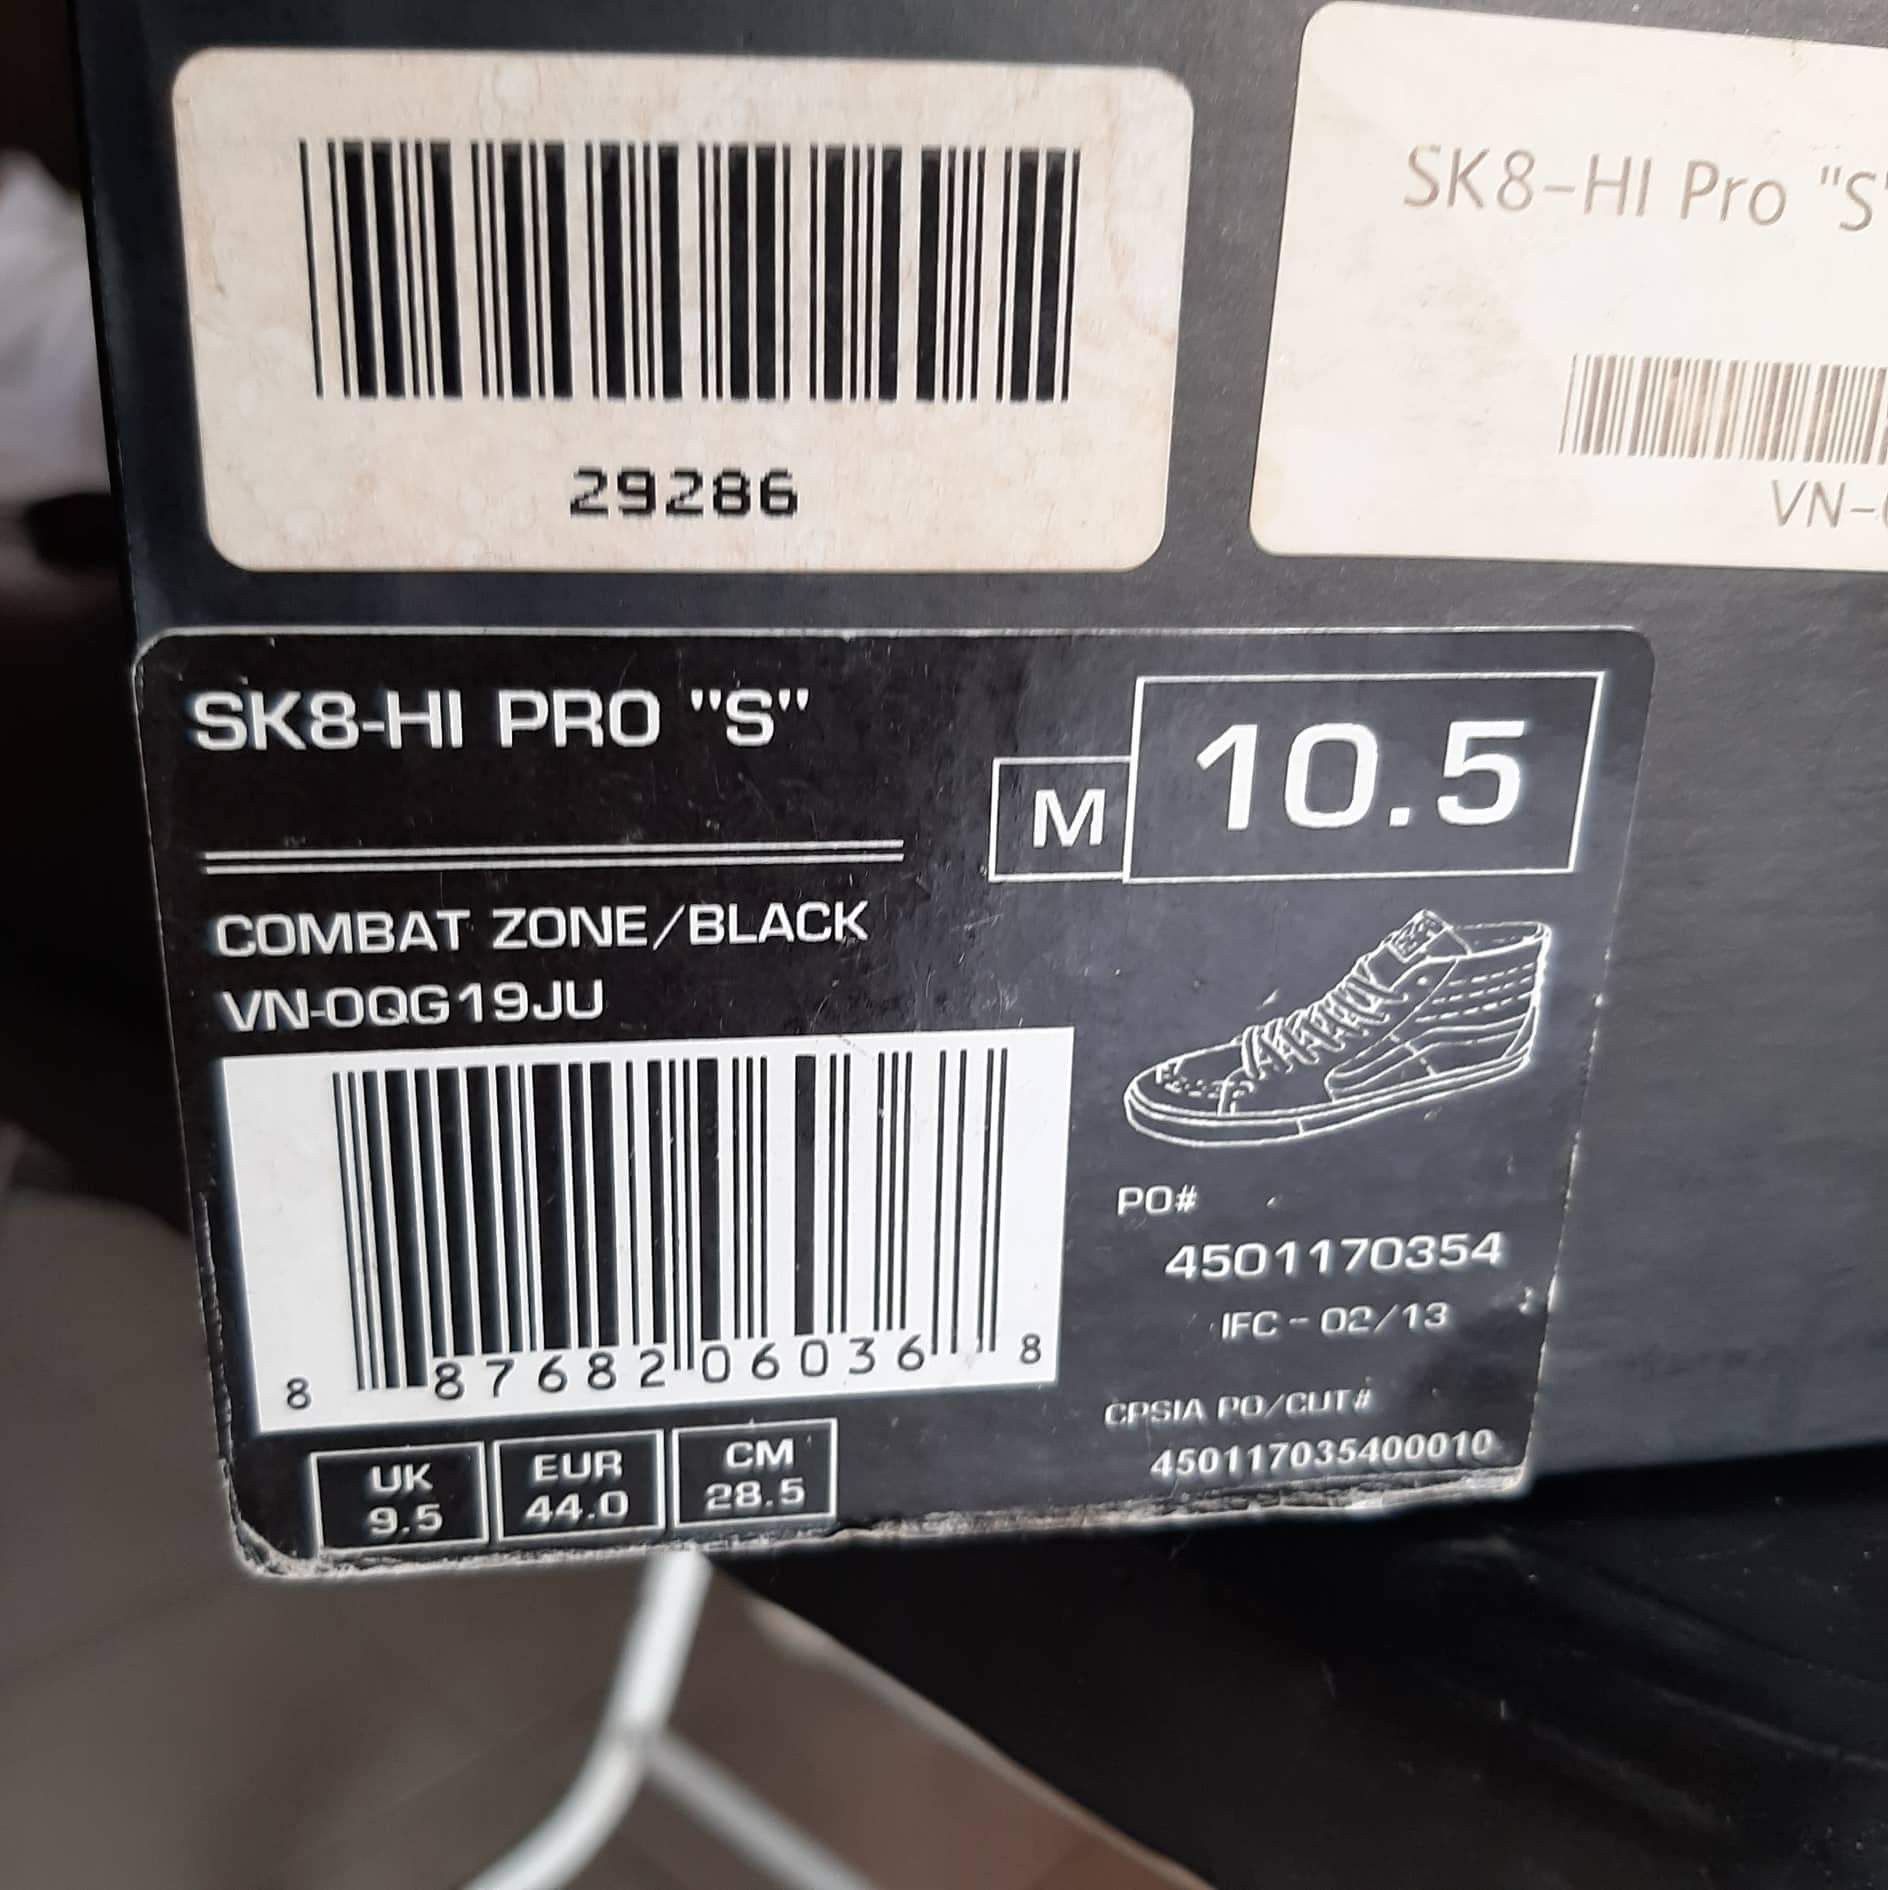 29286
SK8-HI Pro "S"
VN-
SK8-HI PRO "S"
M 10.5
COMBAT ZONE/BLACK
VN-0QG19JU
8 87682 06036 8
PO#
4501170354
IFC - 02/13
CPSIA PO/CUT#
450117035400010
UK
9.5
EUR
44.0
CM
28.5